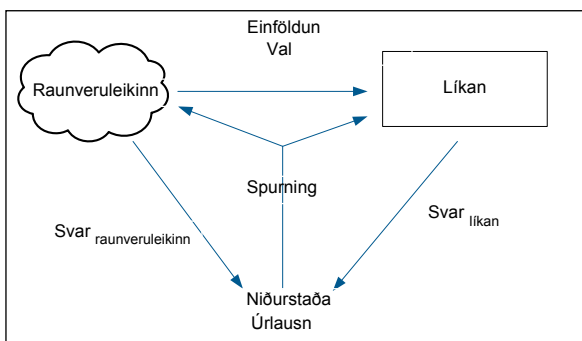 Einföldun
Val
Raunveruleikinn
Líkan
Spurning
Svar raunveruleikinn
Svar líkan
Niðurstaða
Úrlausn